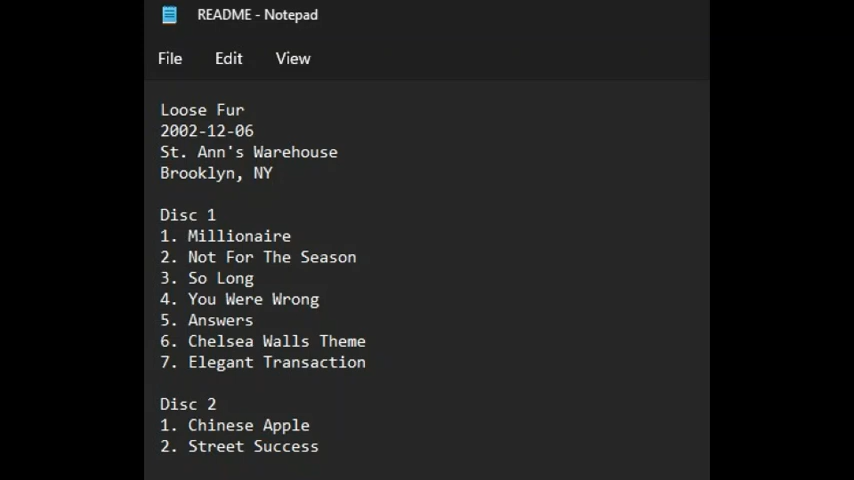 README - Notepad
File Edit View
Loose Fur
2002-12-06
St. Ann's Warehouse
Brooklyn, NY
Disc 1
1. Millionaire
2. Not For The Season
3. So Long
4. You Were Wrong
5. Answers
6. Chelsea Walls Theme
7. Elegant Transaction
Disc 2
1. Chinese Apple
2. Street Success